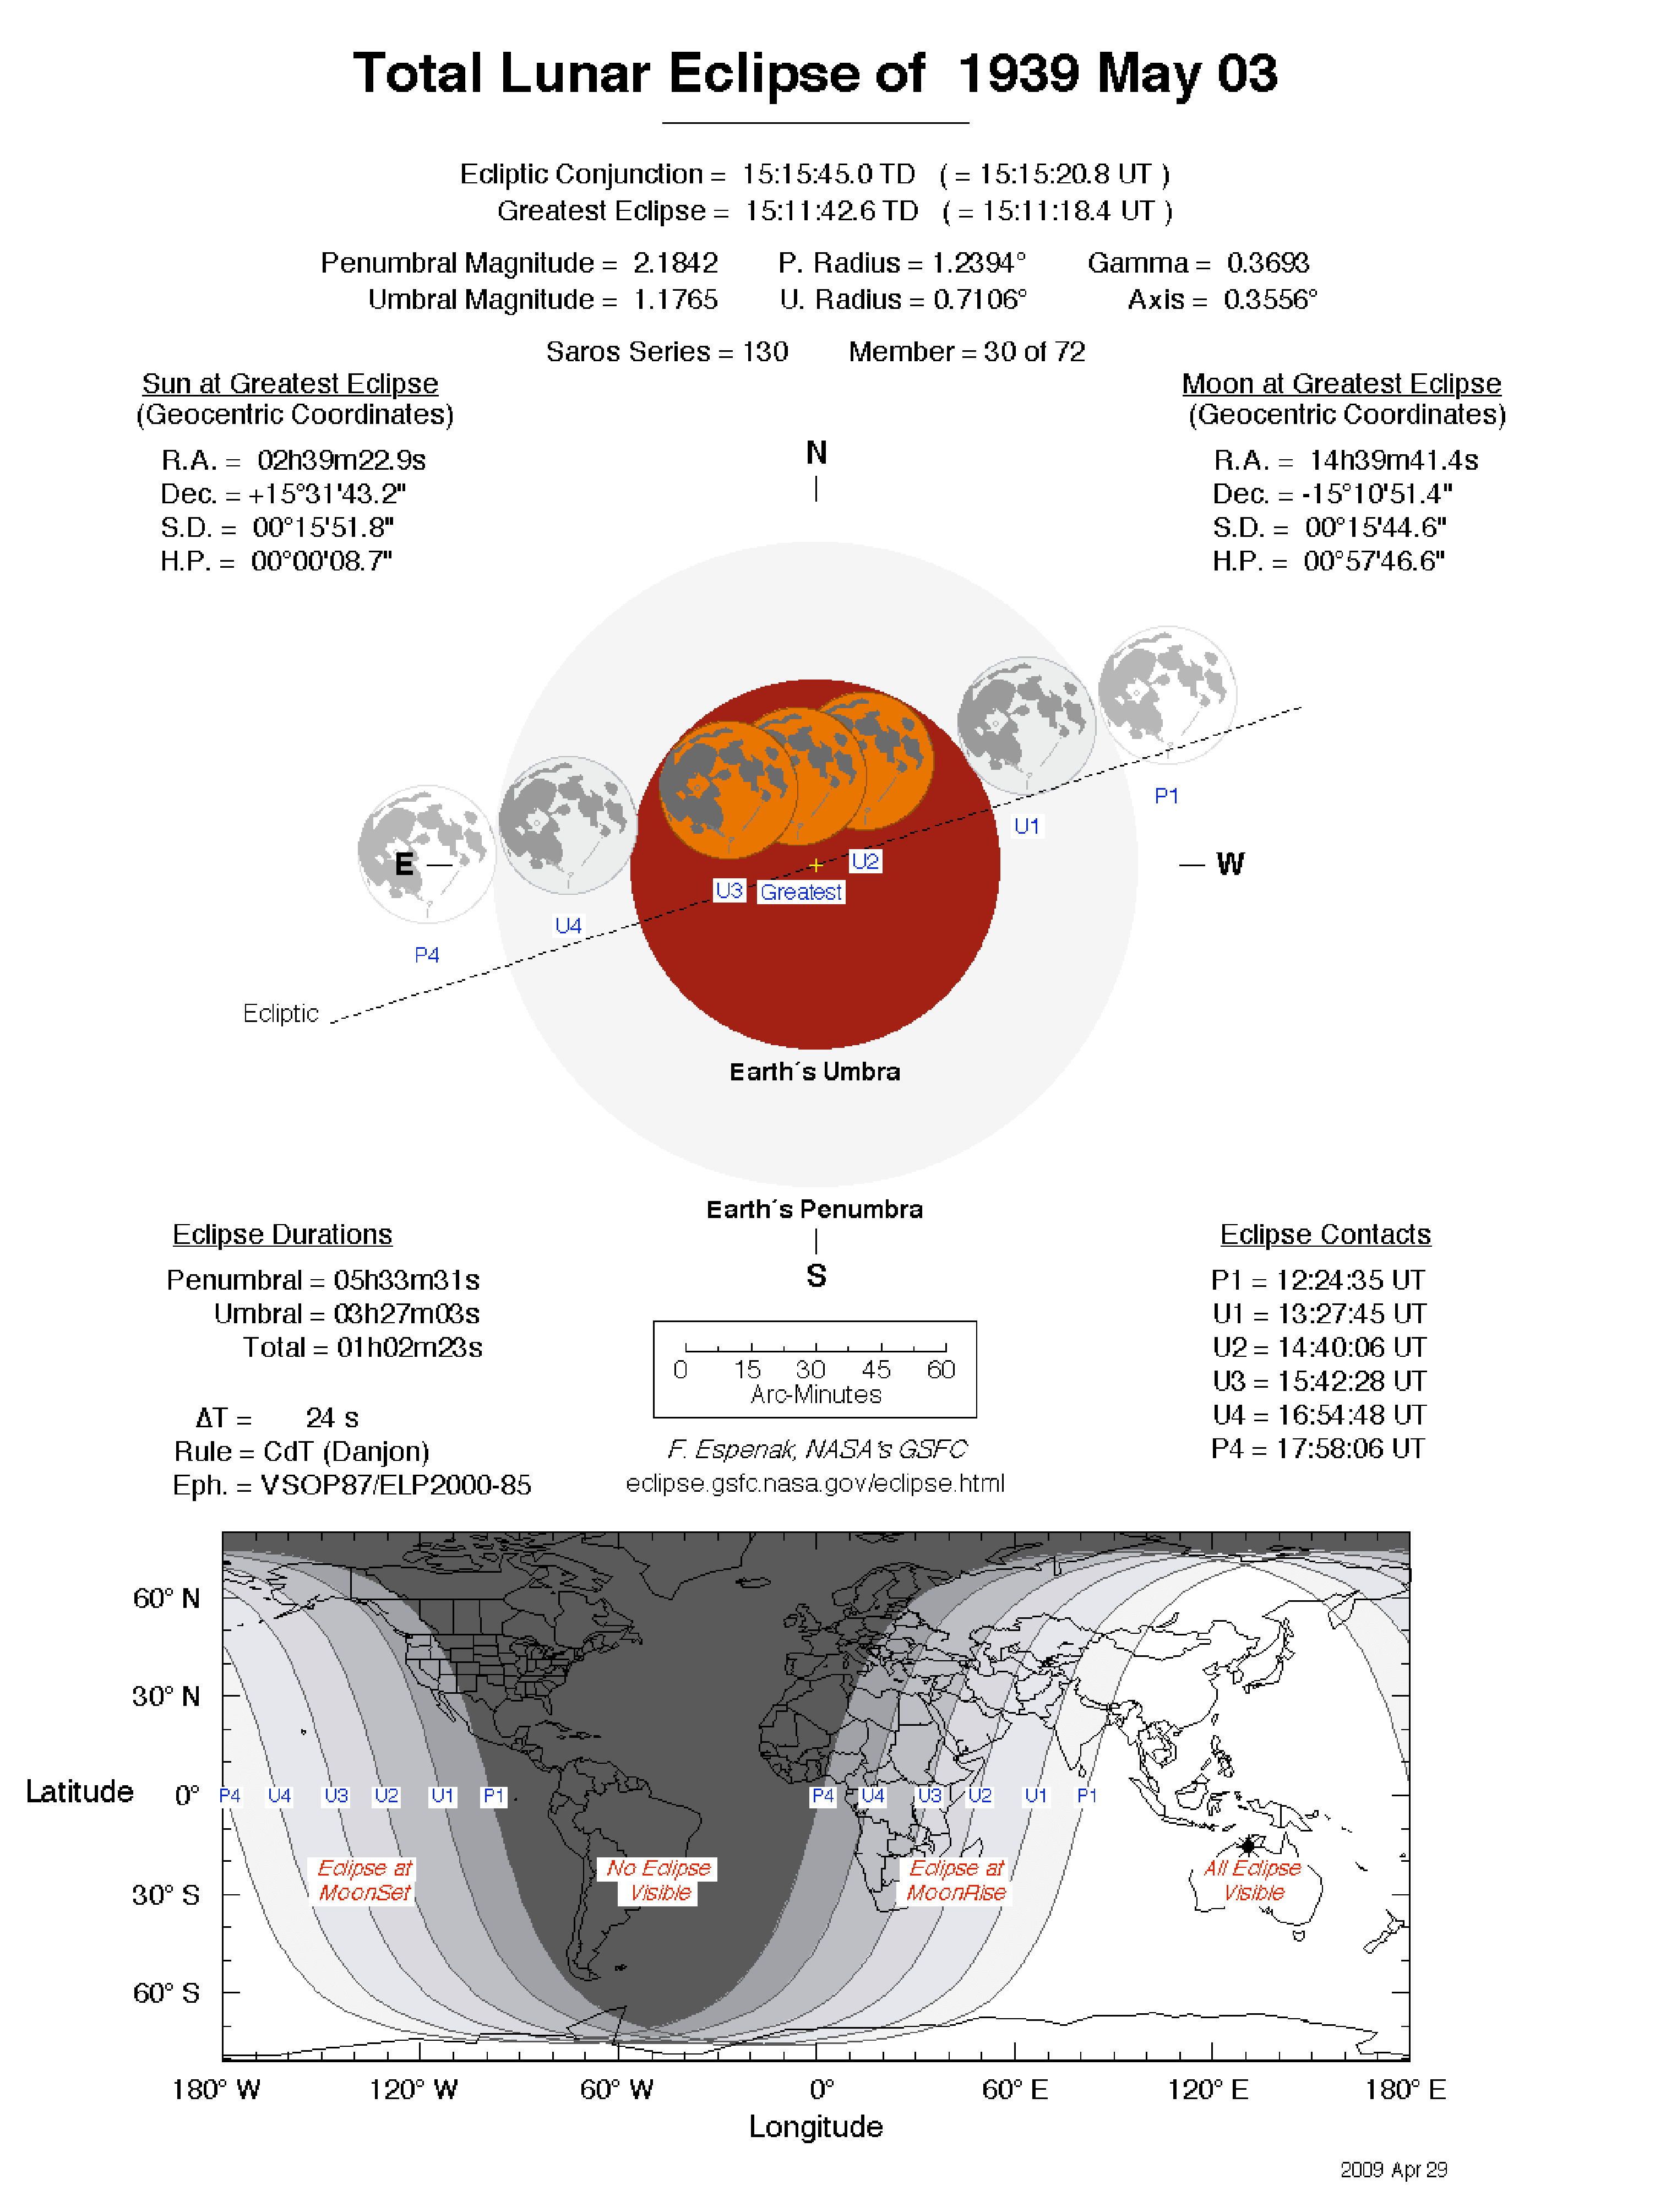 Total Lunar Eclipse of 1939 May 03
Ecliptic Conjunction = 15:15:45.0 TD ( = 15:15:20.8 UT )
Greatest Eclipse = 15:11:42.6 TD ( = 15:11:18.4 UT )
Penumbral Magnitude = 2.1842 P. Radius = 1.2394° Gamma = 0.3693
Umbral Magnitude = 1.1765 U. Radius = 0.7106° Axis = 0.3556°
Saros Series = 130 Member = 30 of 72
Sun at Greatest Eclipse
(Geocentric Coordinates)
R.A. = 02h39m22.9s
Dec. = +15°31'43.2"
S.D. = 00°15'51.8"
H.P. = 00°00'08.7"
Moon at Greatest Eclipse
(Geocentric Coordinates)
R.A. = 14h39m41.4s
Dec. = -15°10'51.4"
S.D. = 00°15'44.6"
H.P. = 00°57'46.6"
N
P1
U1
U2
E
W
U3
Greatest
U4
P4
Ecliptic
Earth´s Umbra
Earth´s Penumbra
S
Eclipse Durations
Penumbral = 05h33m31s
Umbral = 03h27m03s
Total = 01h02m23s
ΔT = 24 s
Rule = CdT (Danjon)
Eph. = VSOP87/ELP2000-85
0 15 30 45 60
Arc-Minutes
F. Espenak, NASA's GSFC
eclipse.gsfc.nasa.gov/eclipse.html
Eclipse Contacts
P1 = 12:24:35 UT
U1 = 13:27:45 UT
U2 = 14:40:06 UT
U3 = 15:42:28 UT
U4 = 16:54:48 UT
P4 = 17:58:06 UT
60° N
30° N
Latitude 0°
30° S
60° S
P4 U4 U3 U2 U1 P1 P4 U4 U3 U2 U1 P1
Eclipse at
MoonSet
No Eclipse
Visible
Eclipse at
MoonRise
All Eclipse
Visible
180° W 120° W 60° W 0° 60° E 120° E 180° E
Longitude
2009 Apr 29